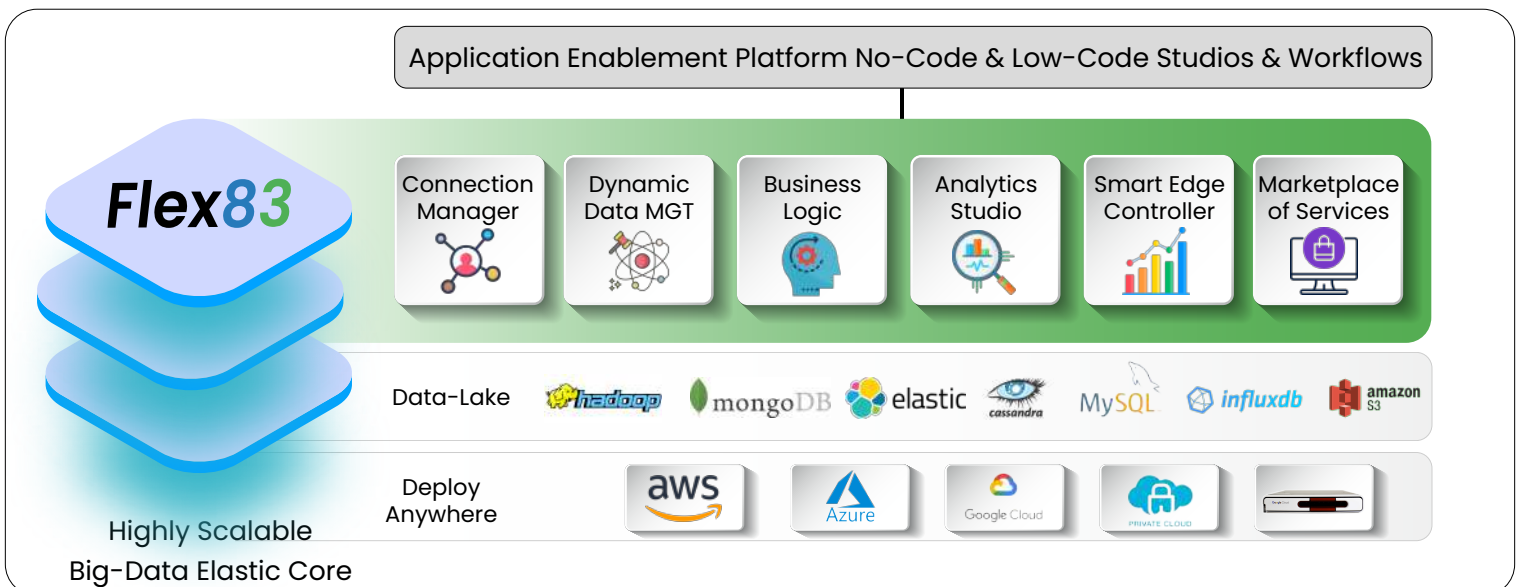 Application Enablement Platform No-Code & Low-Code Studios & Workflows
Flex83
Connection
Manager
Dynamic
Data MGT
Business
Logic
Analytics
Studio
Smart Edge
Controller
Marketplace
of Services
Data-Lake
hadoop
mongoDB
elastic
cassandra
MySQL
influxdb
amazon
S3
Deploy
Anywhere
aws
Azure
Google Cloud
PRIVATE CLOUD
Highly Scalable
Big-Data Elastic Core